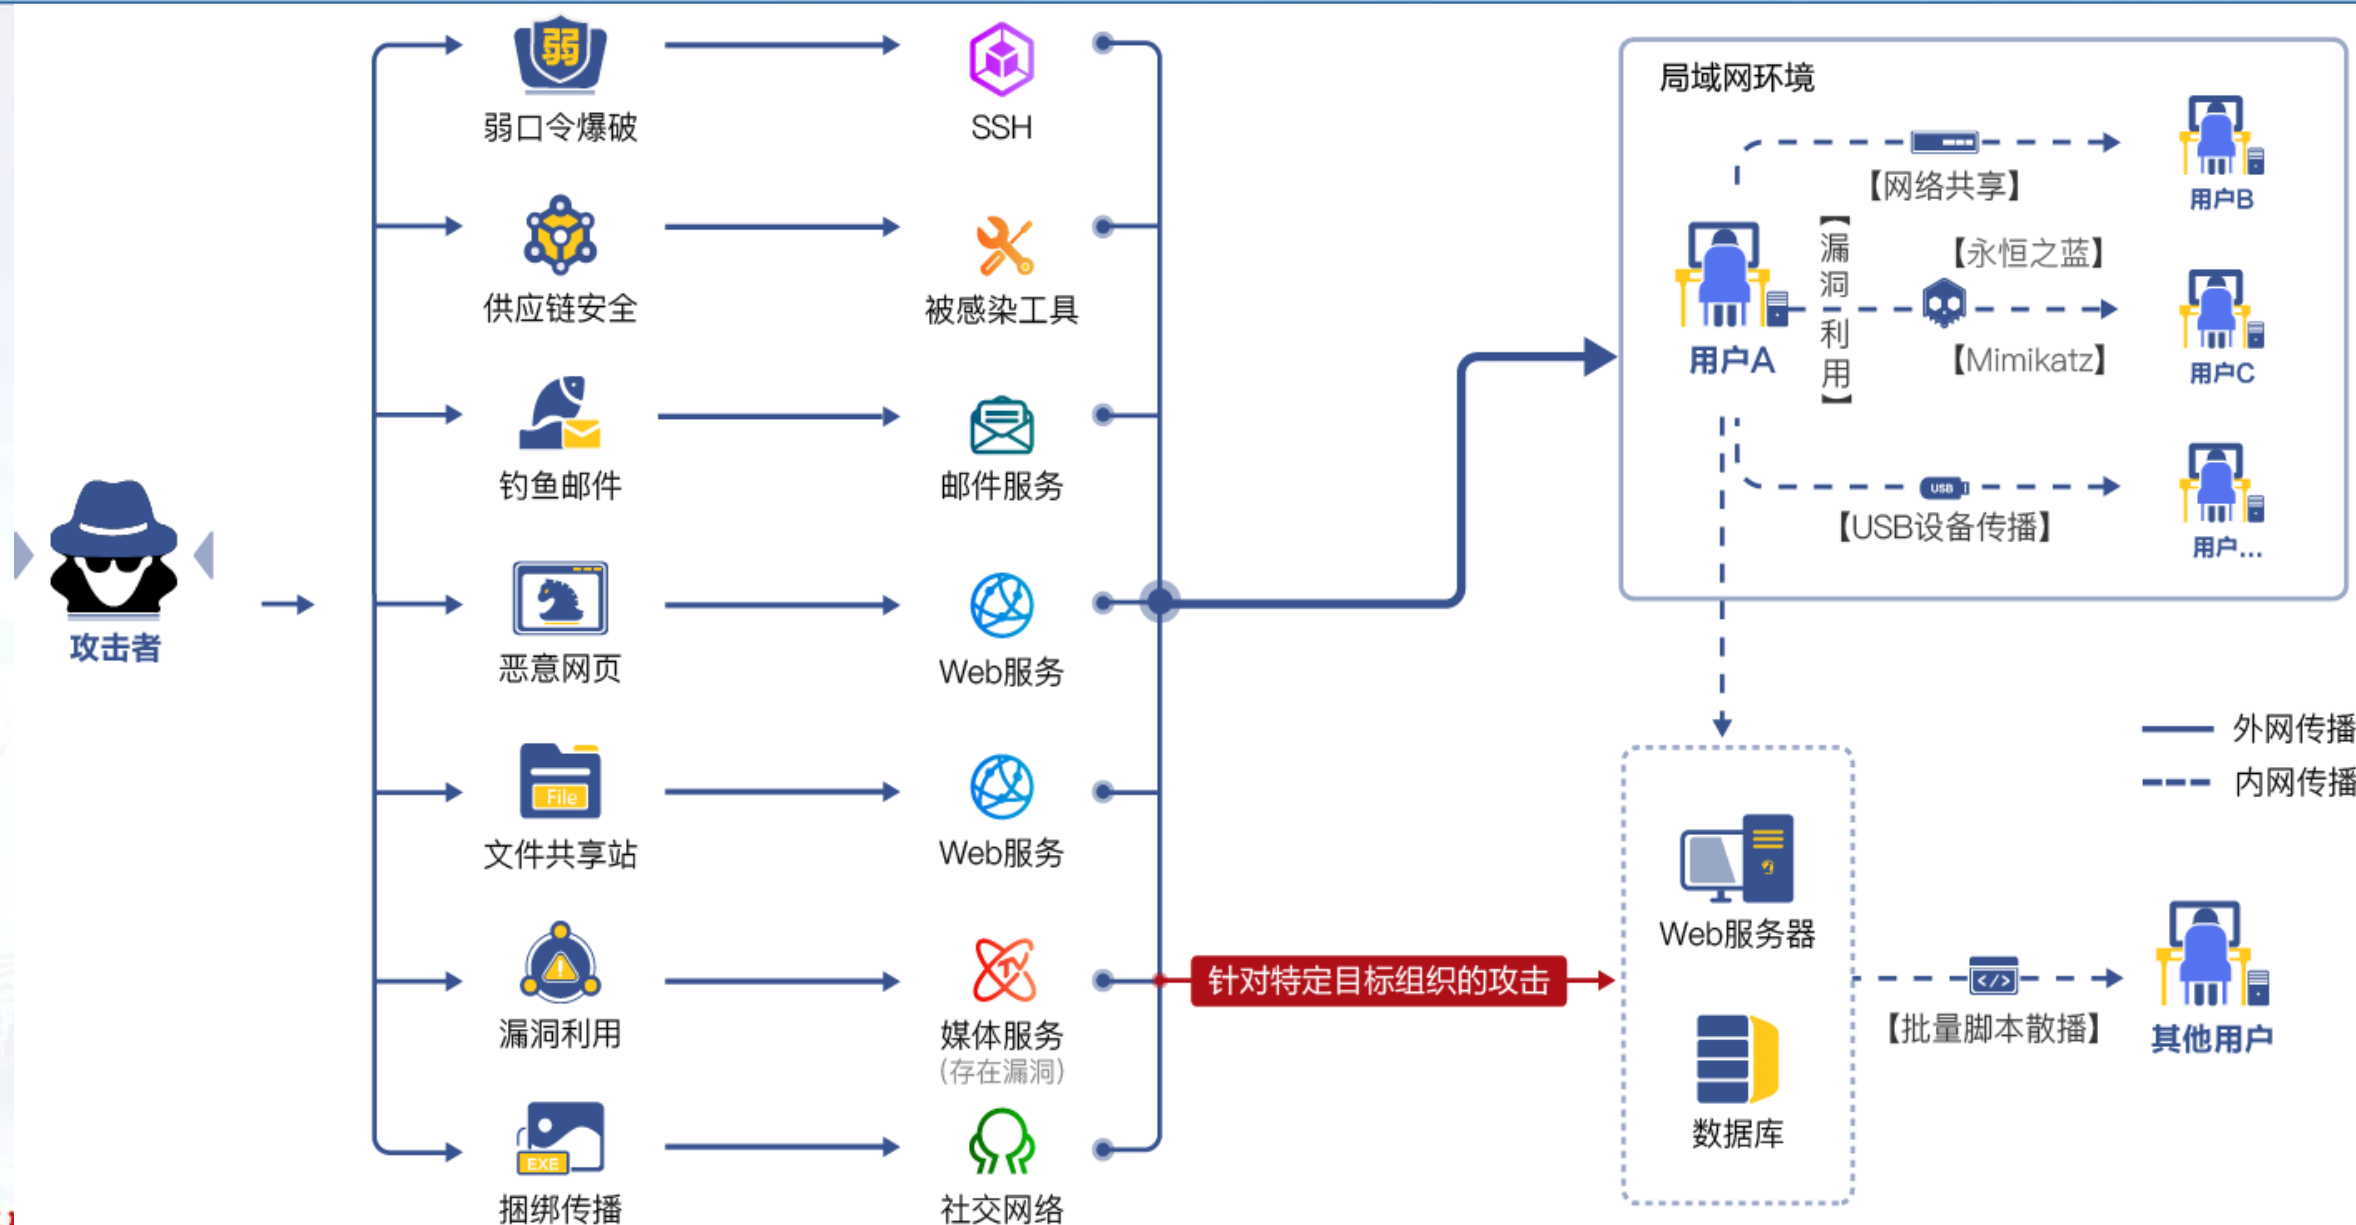 弱
弱口令爆破
SSH
供应链安全
被感染工具
钓鱼邮件
邮件服务
攻击者
恶意网页
Web服务
File
文件共享站
Web服务
漏洞利用
TV
媒体服务
(存在漏洞)
EXE
捆绑传播
社交网络
局域网环境
【网络共享】
用户B
用户A
【漏洞利用】
【永恒之蓝】
【Mimikatz】
用户C
USB
【USB设备传播】
用户...
外网传播
内网传播
针对特定目标组织的攻击
Web服务器
数据库
</>
【批量脚本散播】
其他用户